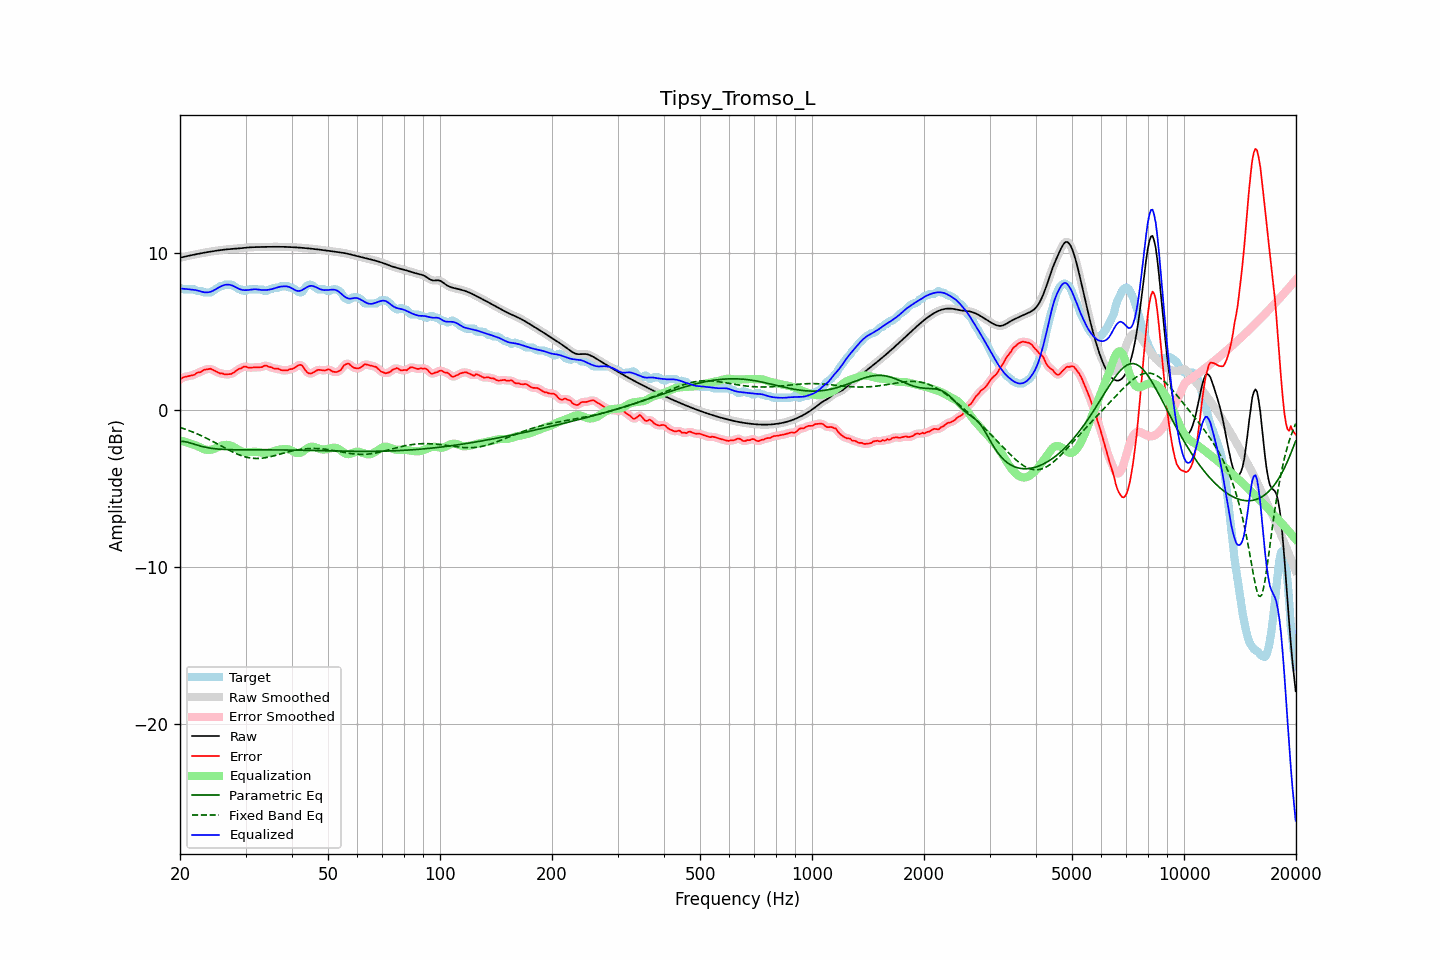 Tipsy_Tromso_L
Amplitude (dBr)
10
0
−10
−20
Target
Raw Smoothed
Error Smoothed
Raw
Error
Equalization
Parametric Eq
Fixed Band Eq
Equalized
20 50 100 200 500 1000 2000 5000 10000 20000
Frequency (Hz)